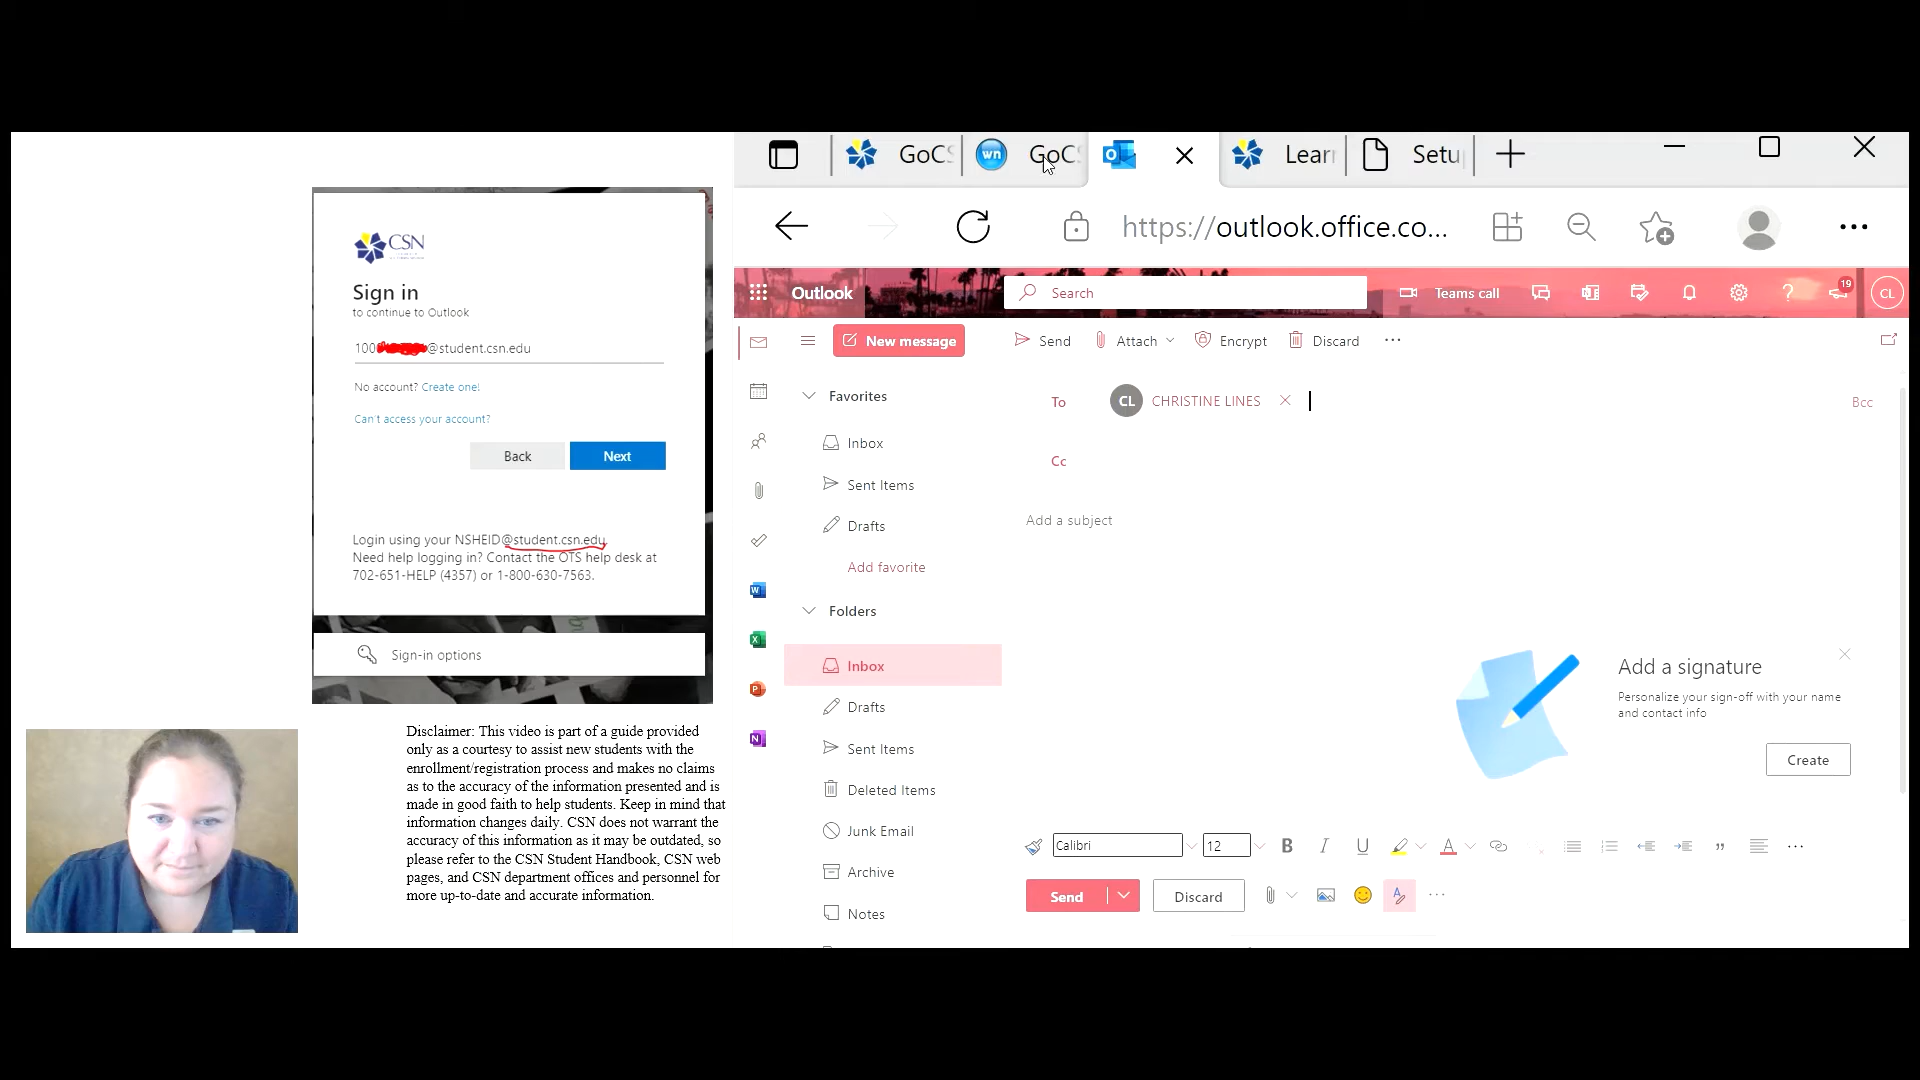 CSN
Sign in
to continue to Outlook
100
@student.csn.edu
No account? Create one!
Can't access your account?
Back
Next
Login using your NSHEID@student.csn.edu.
Need help logging in? Contact the OTS help desk at
702-651-HELP (4357) or 1-800-630-7563.
Sign-in options
Disclaimer: This video is part of a guide provided
only as a courtesy to assist new students with the
enrollment/registration process and makes no claims
as to the accuracy of the information presented and is
made in good faith to help students. Keep in mind that
information changes daily. CSN does not warrant the
accuracy of this information as it may be outdated, so
please refer to the CSN Student Handbook, CSN web
pages, and CSN department offices and personnel for
more up-to-date and accurate information.
GoCS
wn
GoCS
Lear
Setu
https://outlook.office.co...
Outlook
Search
Teams call
19
CL
New message
Send
Attach
Encrypt
Discard
Favorites
Inbox
Sent Items
Drafts
Add favorite
Folders
Inbox
Drafts
Sent Items
Deleted Items
Junk Email
Archive
Notes
To
CL
CHRISTINE LINES
Bcc
Cc
Add a subject
Add a signature
Personalize your sign-off with your name
and contact info
Create
Calibri
12
B
I
U
A
Send
Discard